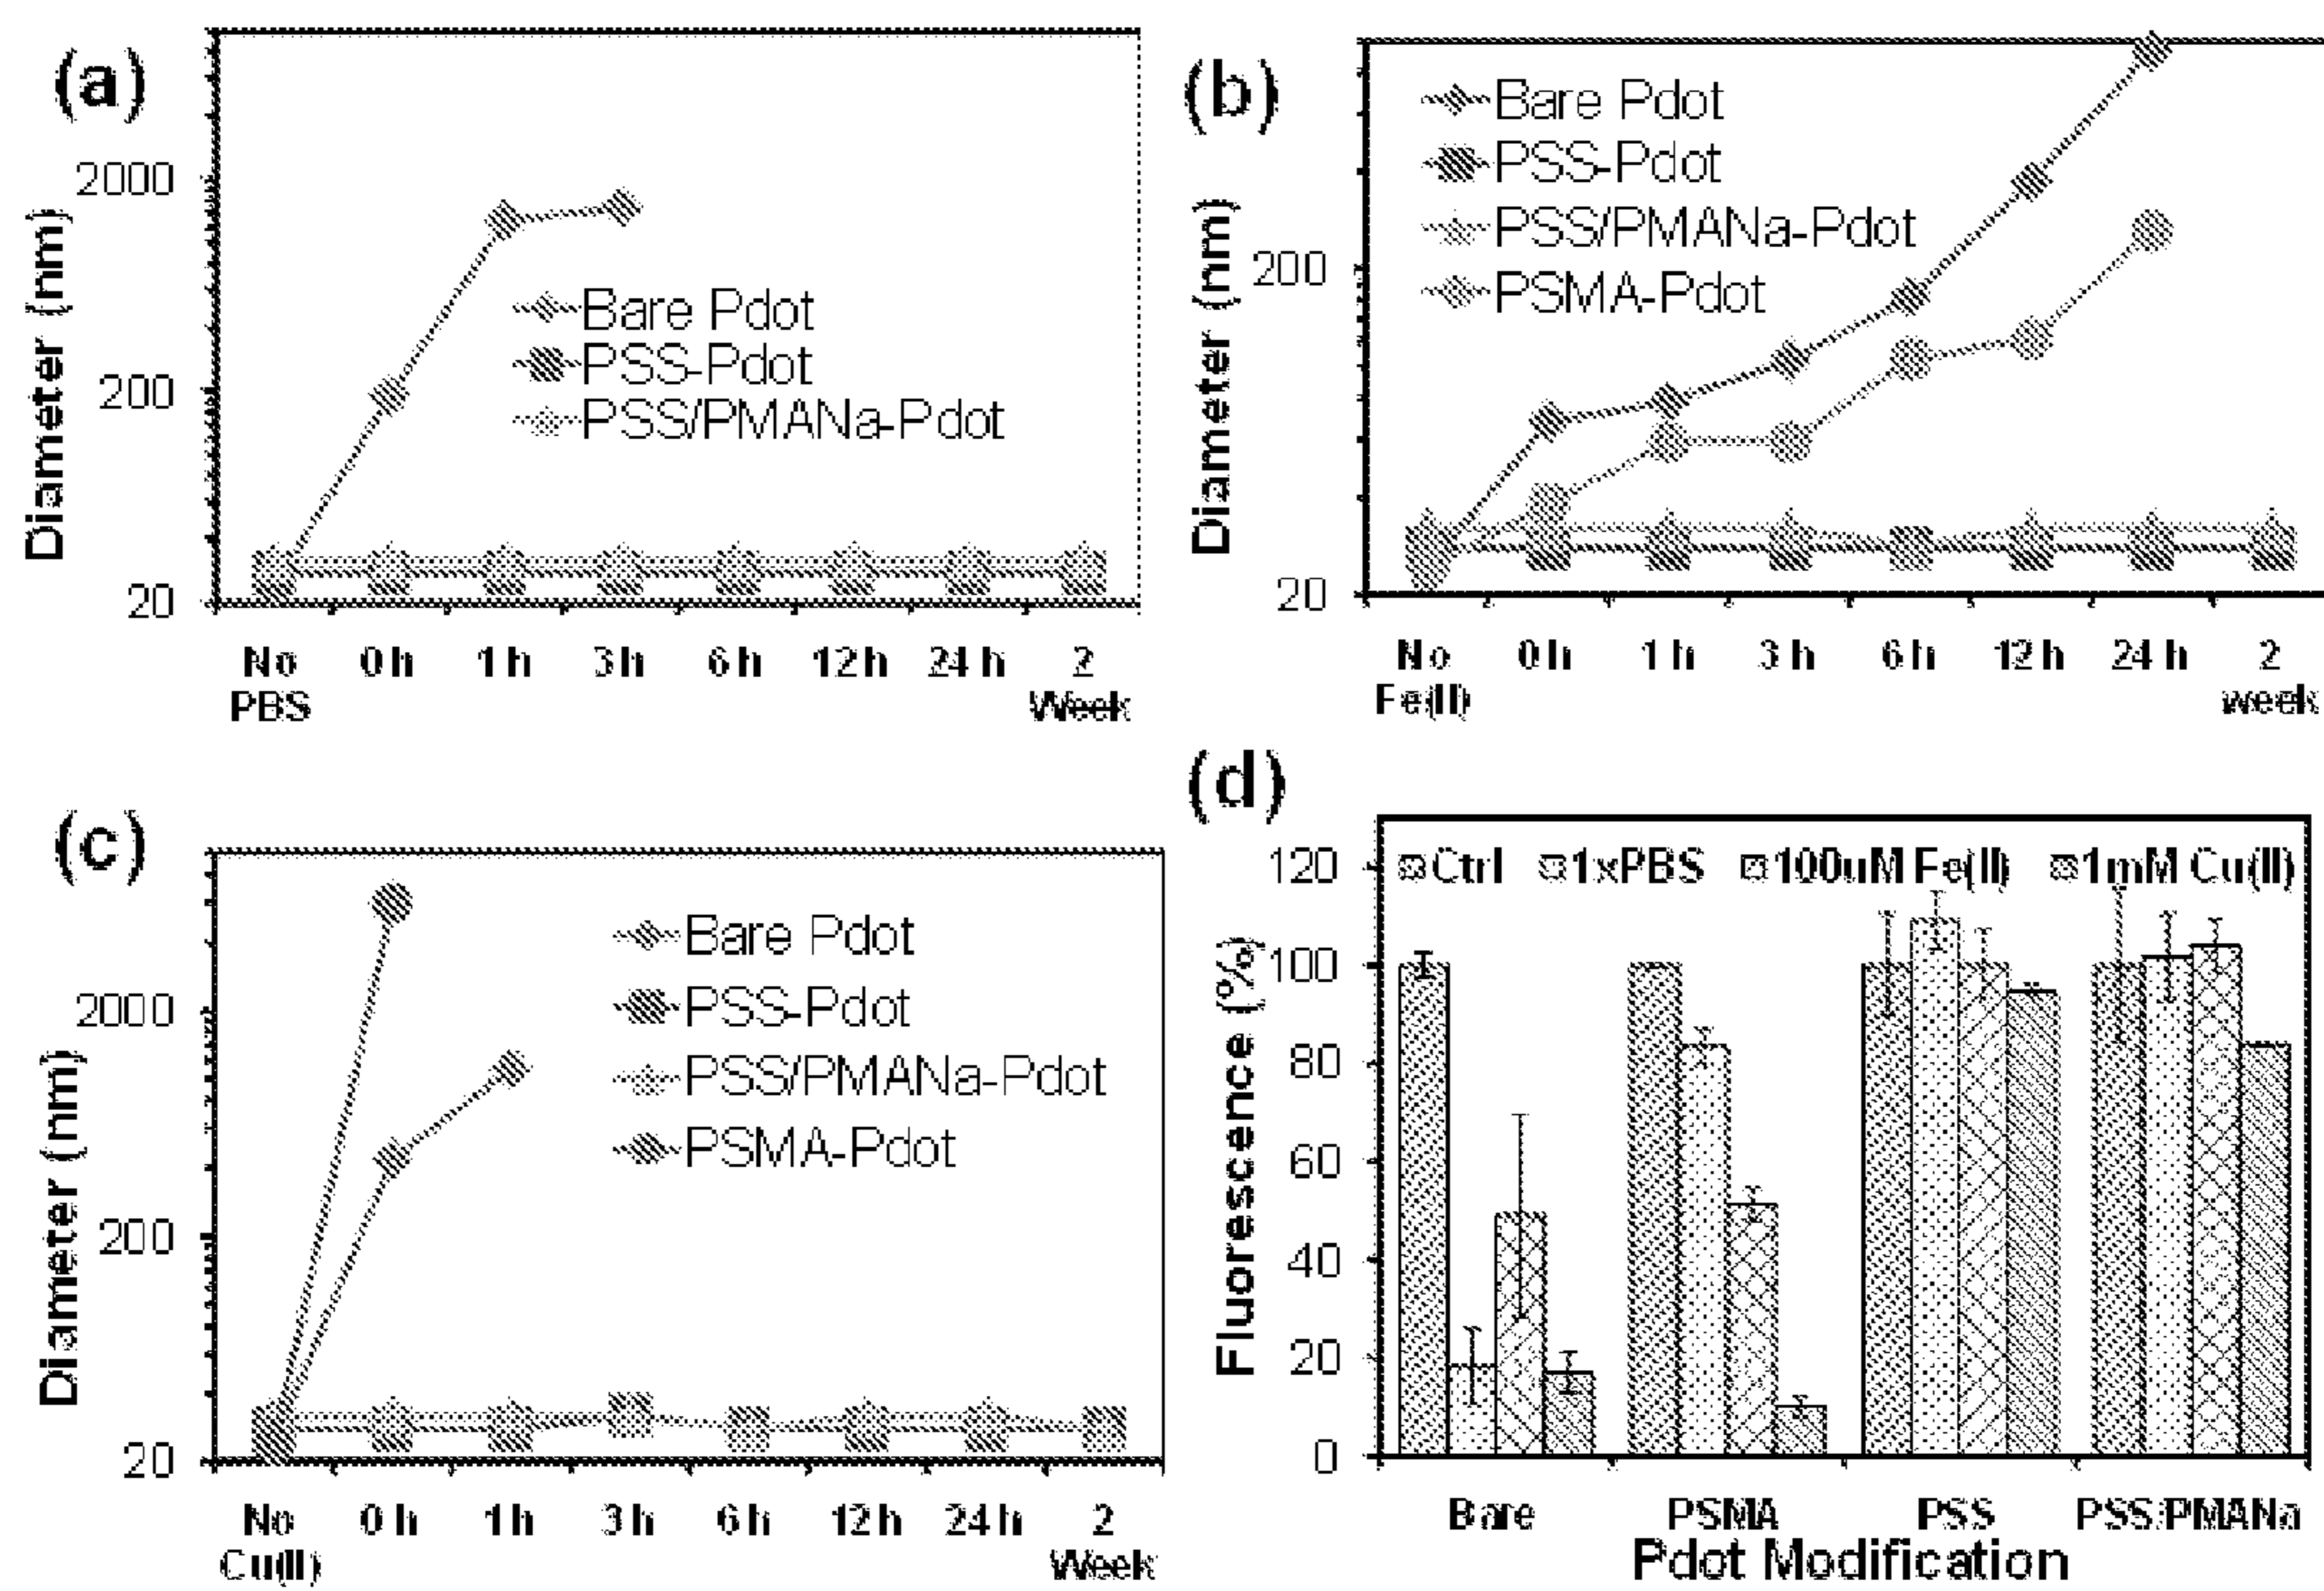 (a)
2000
200
20
Diameter (nm)
Bare Pdot
PSS-Pdot
PSS/PMANa-Pdot
No PBS
0 h
1 h
3 h
6 h
12 h
24 h
2 Week
(b)
200
20
Diameter (nm)
Bare Pdot
PSS-Pdot
PSS/PMANa-Pdot
PSMA-Pdot
No Fe(II)
0 h
1 h
3 h
6 h
12 h
24 h
2 week
(c)
2000
200
20
Diameter (nm)
Bare Pdot
PSS-Pdot
PSS/PMANa-Pdot
PSMA-Pdot
No Cu(II)
0 h
1 h
3 h
6 h
12 h
24 h
2 Week
(d)
120
100
80
60
40
20
0
Fluorescence (%)
Ctrl
1xPBS
100uM Fe(II)
1mM Cu(II)
Bare
PSMA
PSS
PSS/PMANa
Pdot Modification